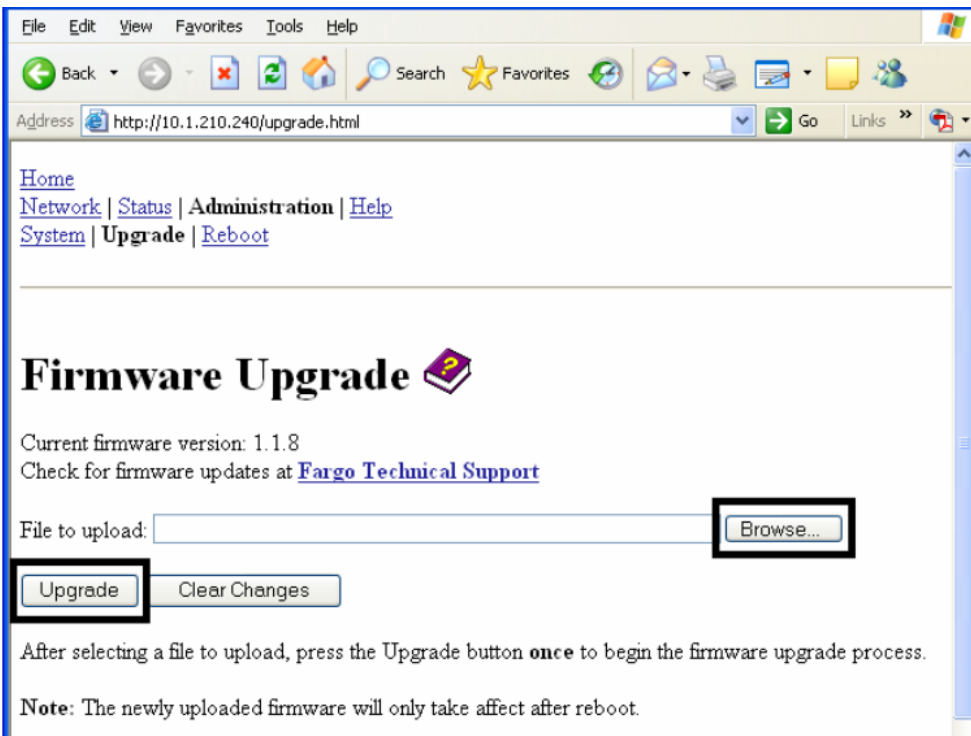 File Edit View Favorites Tools Help
Back Search Favorites
Address http://10.1.210.240/upgrade.html Go Links »
Home
Network | Status | Administration | Help
System | Upgrade | Reboot
Firmware Upgrade
Current firmware version: 1.1.8
Check for firmware updates at Fargo Technical Support
File to upload: Browse...
Upgrade Clear Changes
After selecting a file to upload, press the Upgrade button once to begin the firmware upgrade process.
Note: The newly uploaded firmware will only take affect after reboot.